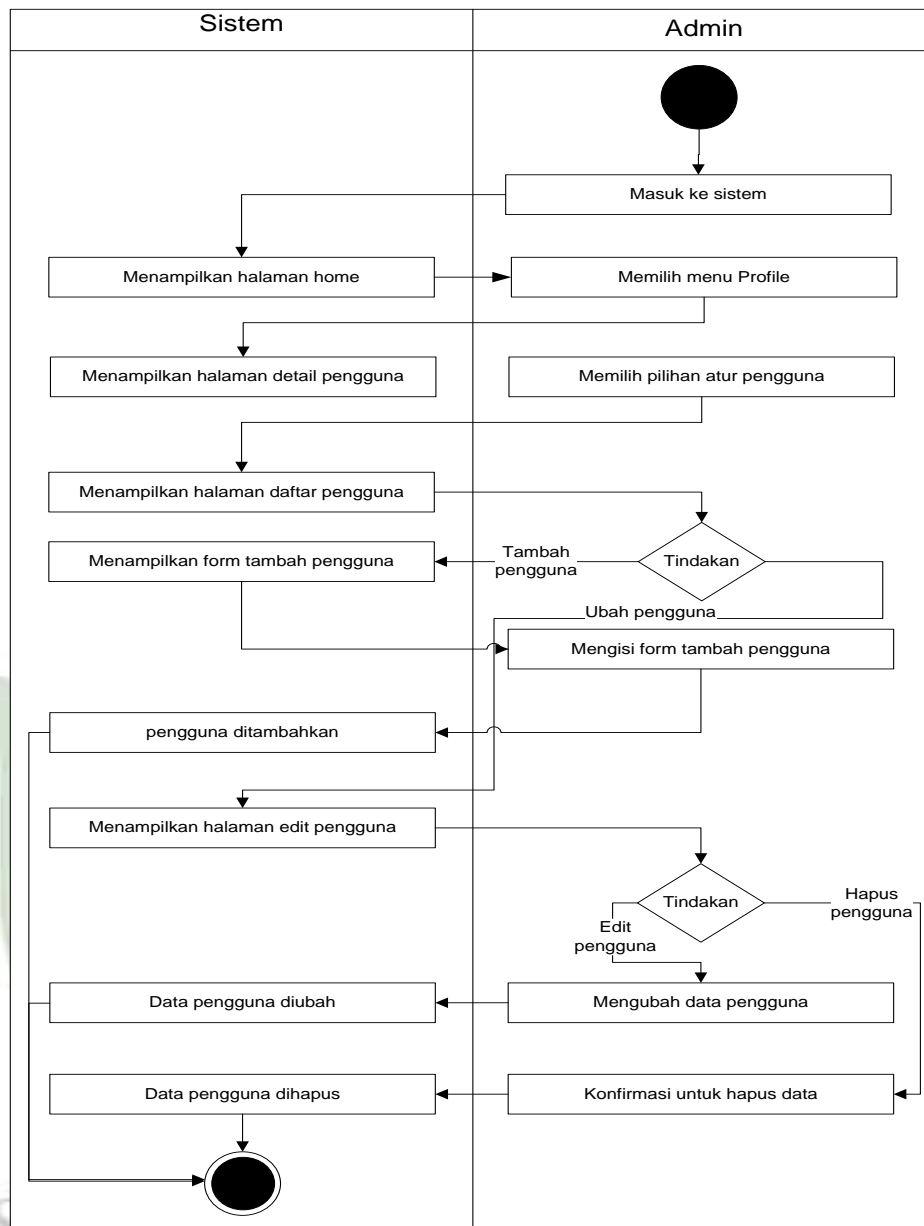 Sistem
Admin
Masuk ke sistem
Menampilkan halaman home
Memilih menu Profile
Menampilkan halaman detail pengguna
Memilih pilihan atur pengguna
Menampilkan halaman daftar pengguna
Menampilkan form tambah pengguna
Tambah
pengguna
Tindakan
Ubah pengguna
Mengisi form tambah pengguna
pengguna ditambahkan
Menampilkan halaman edit pengguna
Tindakan
Hapus
pengguna
Edit
pengguna
Data pengguna diubah
Mengubah data pengguna
Data pengguna dihapus
Konfirmasi untuk hapus data